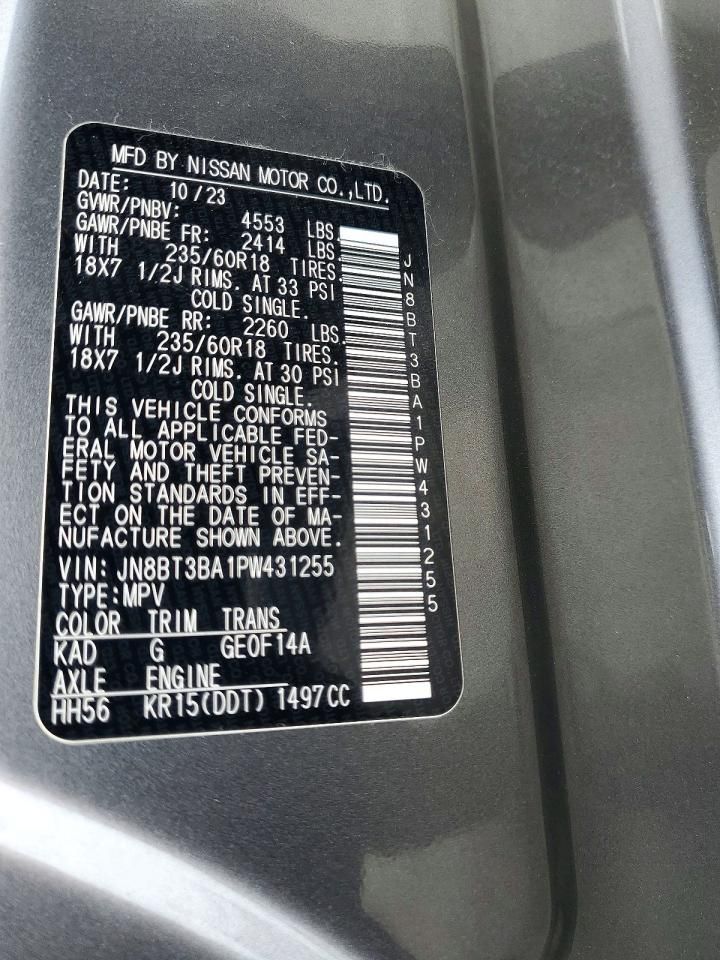 MFD BY NISSAN MOTOR CO.,LTD.
DATE: 10/23
GVWR/PNBV: 4553 LBS.
GAWR/PNBE FR: 2414 LBS.
WITH 235/60R18 TIRES.
18X7 1/2J RIMS. AT 33 PSI
COLD SINGLE.
GAWR/PNBE RR: 2260 LBS.
WITH 235/60R18 TIRES.
18X7 1/2J RIMS. AT 30 PSI
COLD SINGLE.
THIS VEHICLE CONFORMS
TO ALL APPLICABLE FED-
ERAL MOTOR VEHICLE SA-
FETY AND THEFT PREVEN-
TION STANDARDS IN EFF-
ECT ON THE DATE OF MA-
NUFACTURE SHOWN ABOVE.
VIN: JN8BT3BA1PW431255
TYPE:MPV
COLOR TRIM TRANS
KAD G GE0F14A
AXLE ENGINE
HH56 KR15(DDT) 1497CC
JN8BT3BA1PW431255